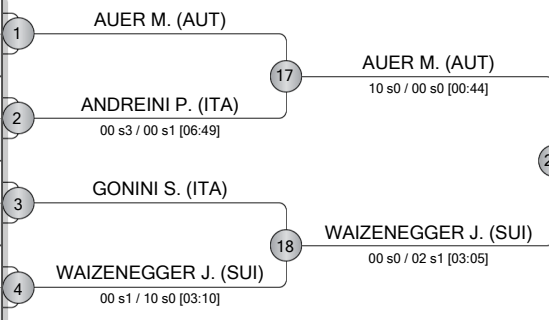 1
AUER M. (AUT)
17
AUER M. (AUT)
10 s0 / 00 s0 [00:44]
2
ANDREINI P. (ITA)
00 s3 / 00 s1 [06:49]
3
GONINI S. (ITA)
18
WAIZENEGGER J. (SUI)
00 s0 / 02 s1 [03:05]
4
WAIZENEGGER J. (SUI)
00 s1 / 10 s0 [03:10]